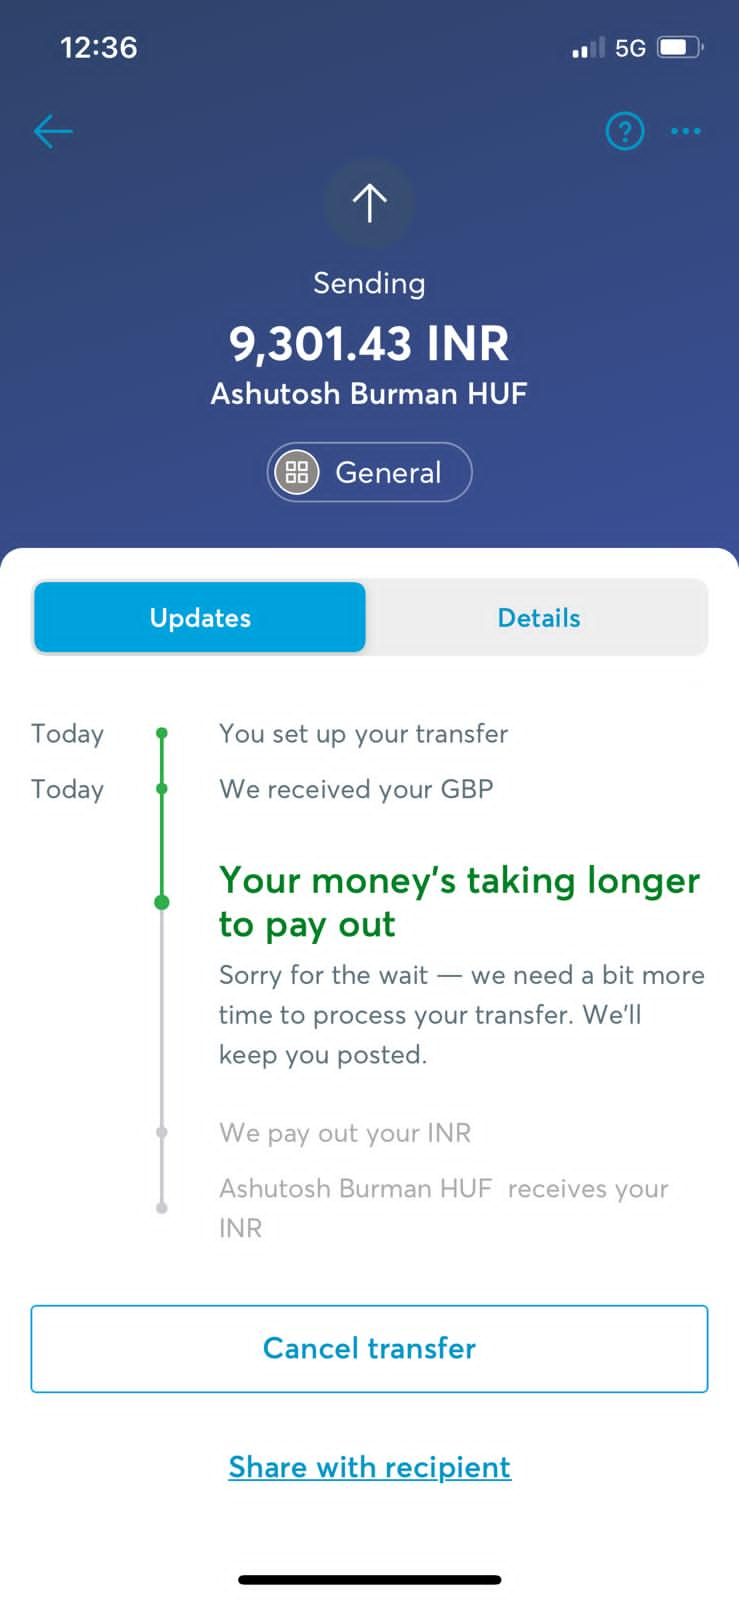 12:36
5G
?
Sending
9,301.43 INR
Ashutosh Burman HUF
General
Updates
Details
Today
You set up your transfer
Today
We received your GBP
Your money's taking longer
to pay out
Sorry for the wait — we need a bit more
time to process your transfer. We'll
keep you posted.
We pay out your INR
Ashutosh Burman HUF  receives your
INR
Cancel transfer
Share with recipient